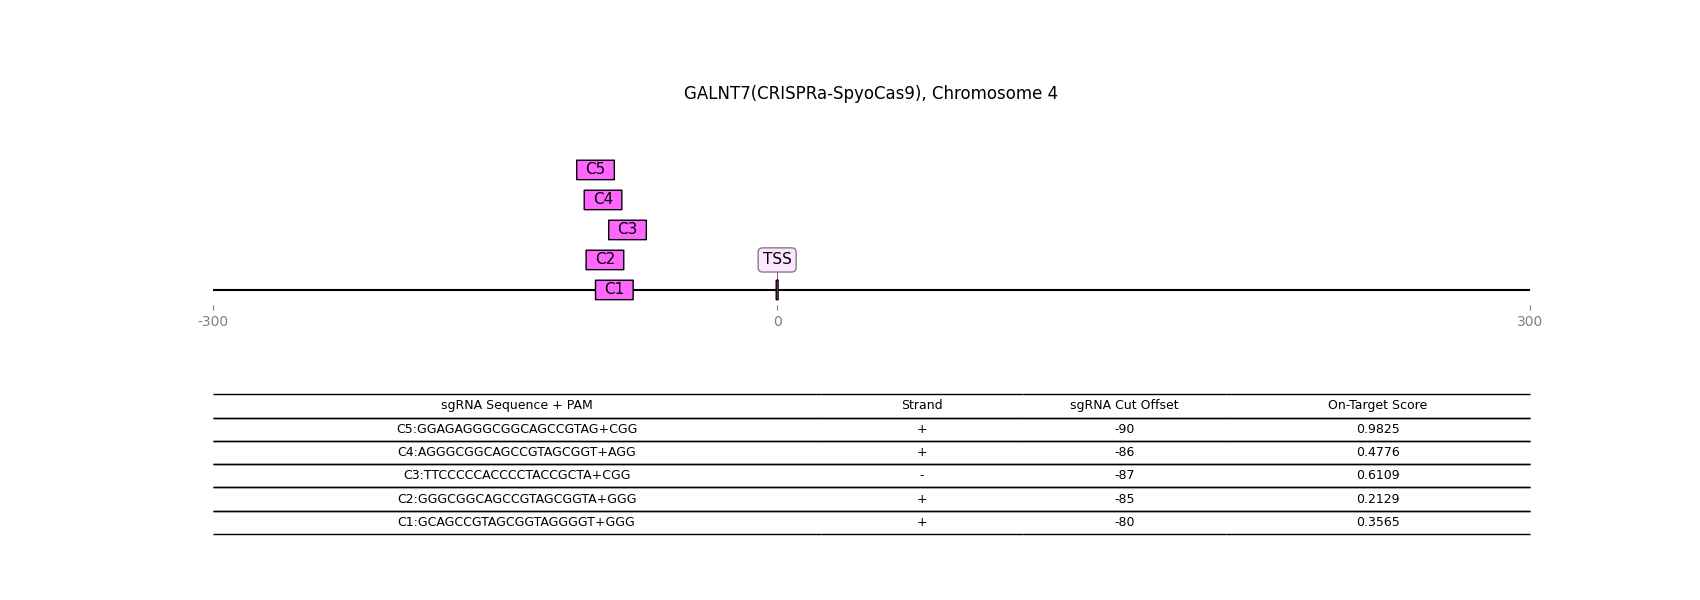 GALNT7(CRISPRa-SpyoCas9), Chromosome 4
C5
C4
C3
C2
TSS
C1
-300 0 300
sgRNA Sequence + PAM Strand sgRNA Cut Offset On-Target Score
C5:GGAGAGGGCGGCAGCCGTAG+CGG + -90 0.9825
C4:AGGGCGGCAGCCGTAGCGGT+AGG + -86 0.4776
C3:TTCCCCCACCCCTACCGCTA+CGG - -87 0.6109
C2:GGGCGGCAGCCGTAGCGGTA+GGG + -85 0.2129
C1:GCAGCCGTAGCGGTAGGGGT+GGG + -80 0.3565